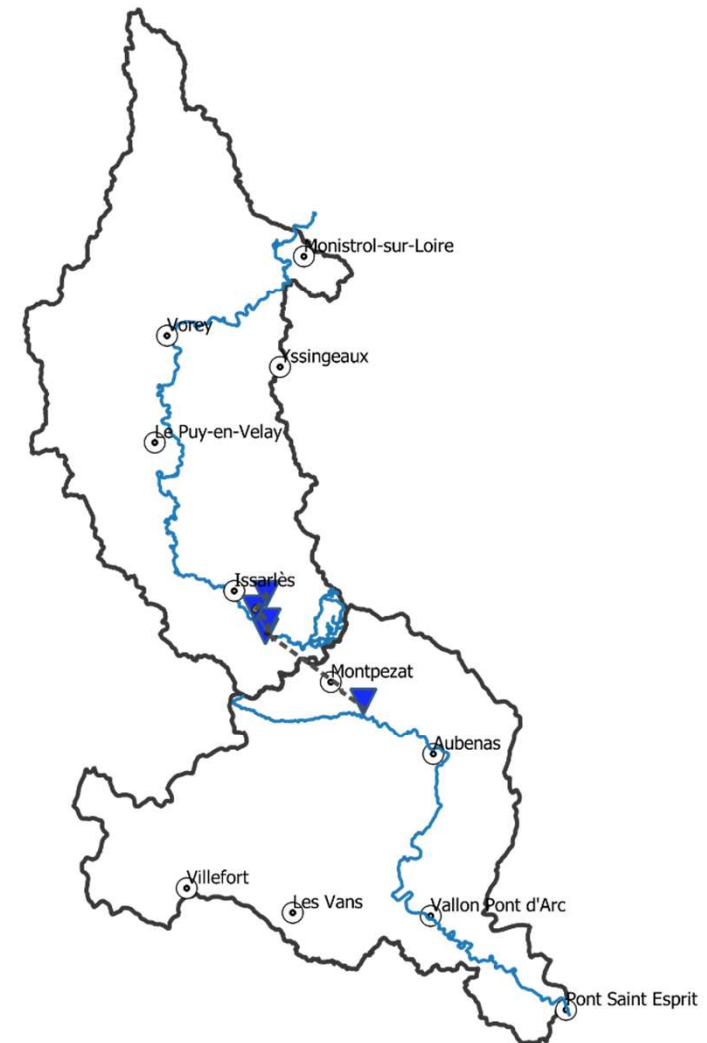 Monistrol-sur-Loire
Vorey
Yssingeaux
Le Puy-en-Velay
Issarlès
Montpezat
Aubenas
Villefort
Les Vans
Vallon Pont d'Arc
Pont Saint Esprit